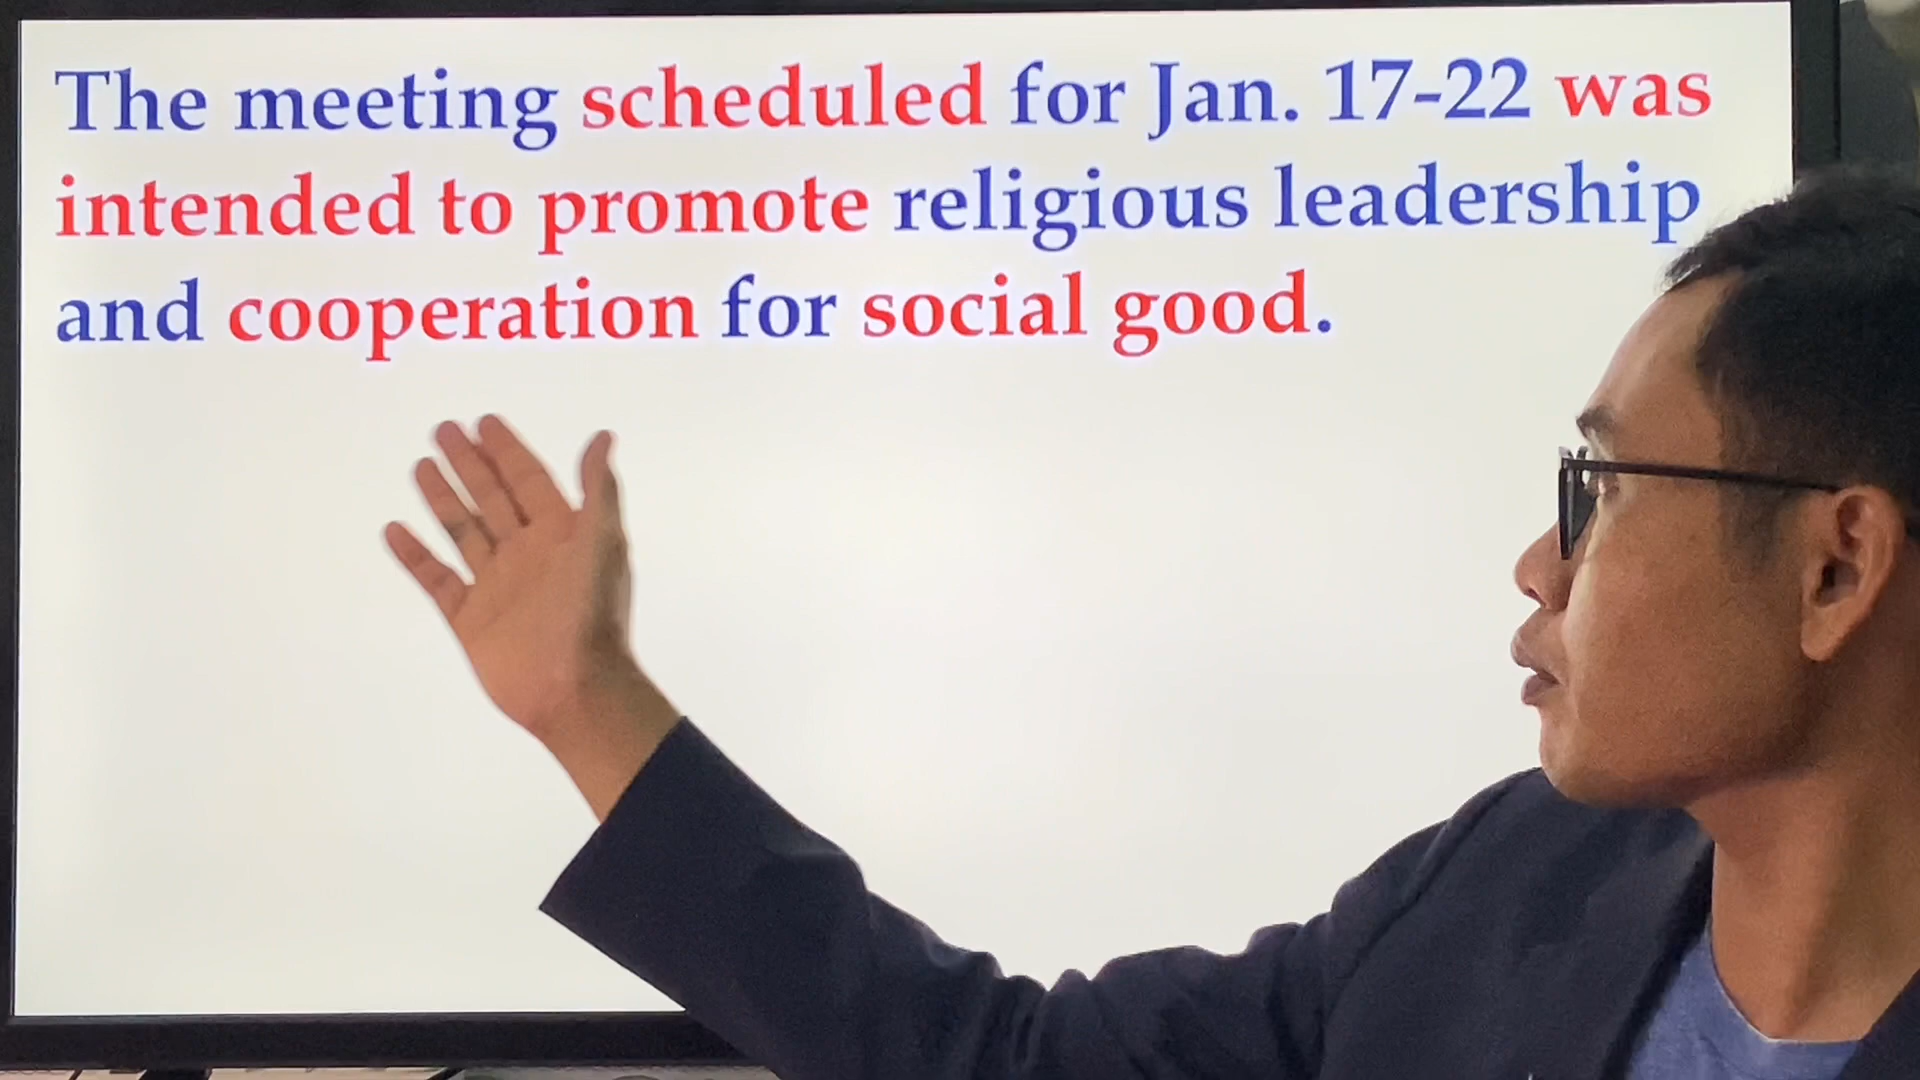 The meeting scheduled for Jan. 17-22 was
intended to promote religious leadership
and cooperation for social good.